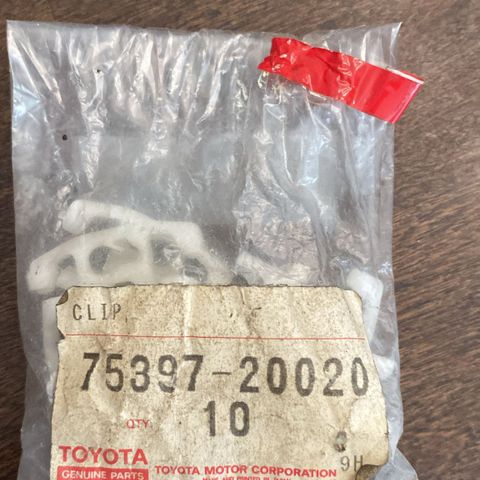 CLIP,
75397-20020
QTY. 10
9H
TOYOTA TOYOTA MOTOR CORPORATION
GENUINE PARTS